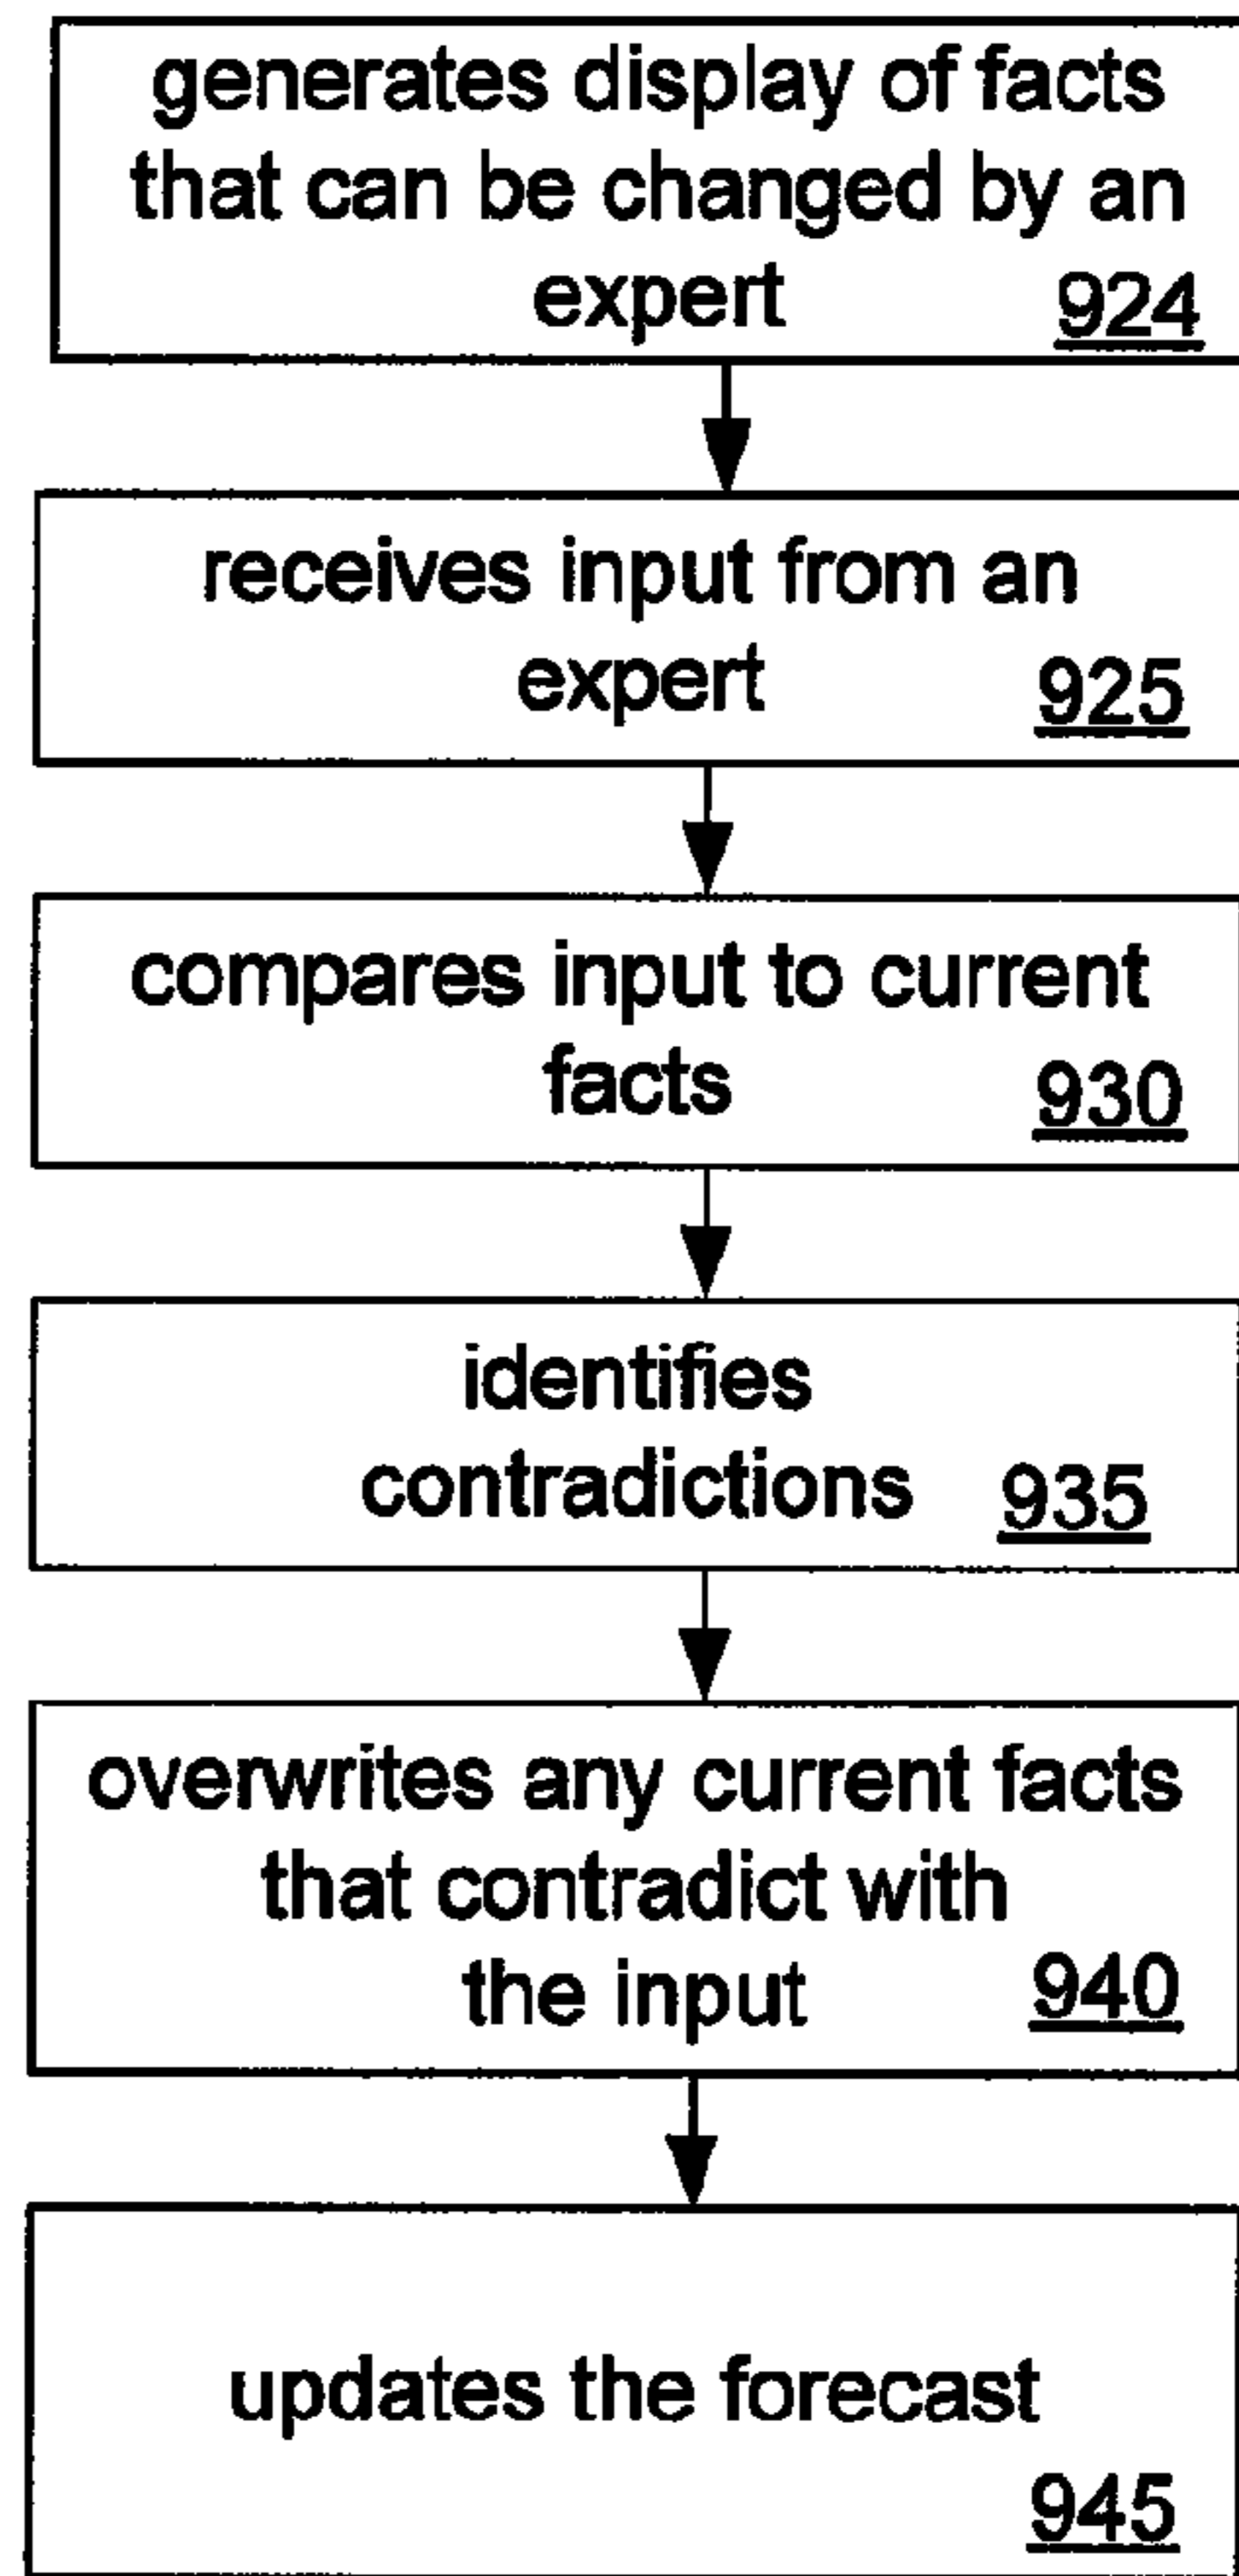 generates display of facts
that can be changed by an
expert 924
receives input from an
expert 925
compares input to current
facts 930
identifies
contradictions 935
overwrites any current facts
that contradict with
the input 940
updates the forecast
945